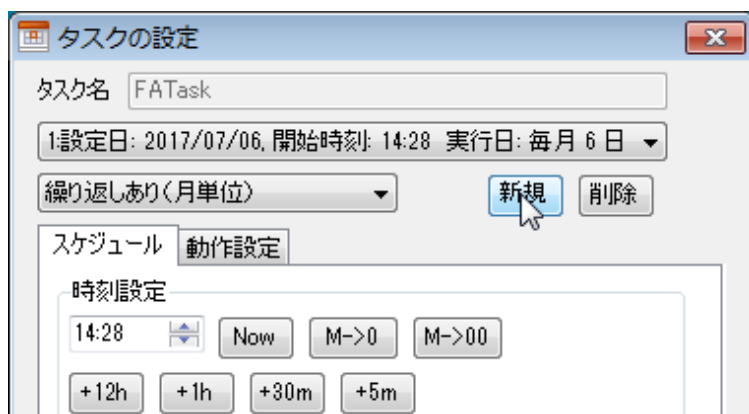 タスクの設定
タスク名 FATask
1:設定日: 2017/07/06, 開始時刻: 14:28 実行日: 毎月 6 日
繰り返しあり(月単位) 新規 削除
スケジュール 動作設定
時刻設定
14:28 Now M->0 M->00
+12h +1h +30m +5m